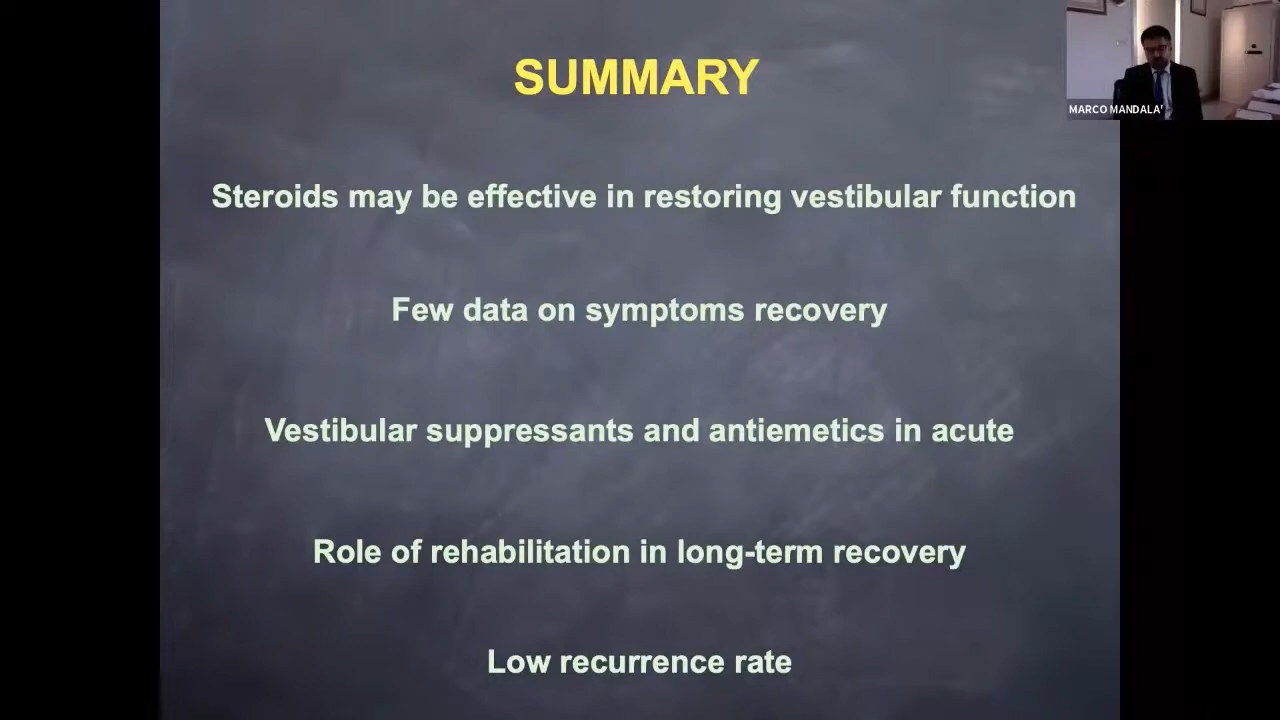 SUMMARY
MARCO MANDALA'
Steroids may be effective in restoring vestibular function
Few data on symptoms recovery
Vestibular suppressants and antiemetics in acute
Role of rehabilitation in long-term recovery
Low recurrence rate